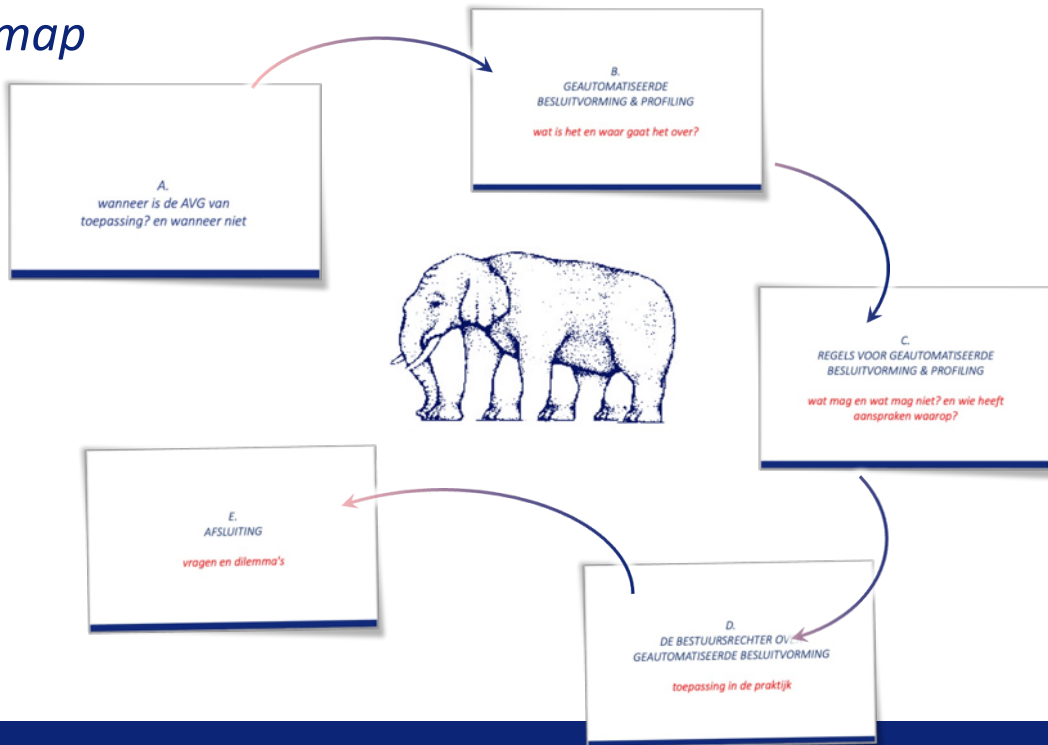 map
A.
wanneer is de AVG van
toepassing? en wanneer niet
B.
GEAUTOMATISEERDE
BESLUITVORMING & PROFILING
wat is het en waar gaat het over?
C.
REGELS VOOR GEAUTOMATISEERDE
BESLUITVORMING & PROFILING
wat mag en wat mag niet? en wie heeft
aanspraken waarop?
D.
DE BESTUURSRECHTER
GEAUTOMATISEERDE BESLUITVORMING
toepassing in de praktijk
E.
AFSLUITING
vragen en dilemma's